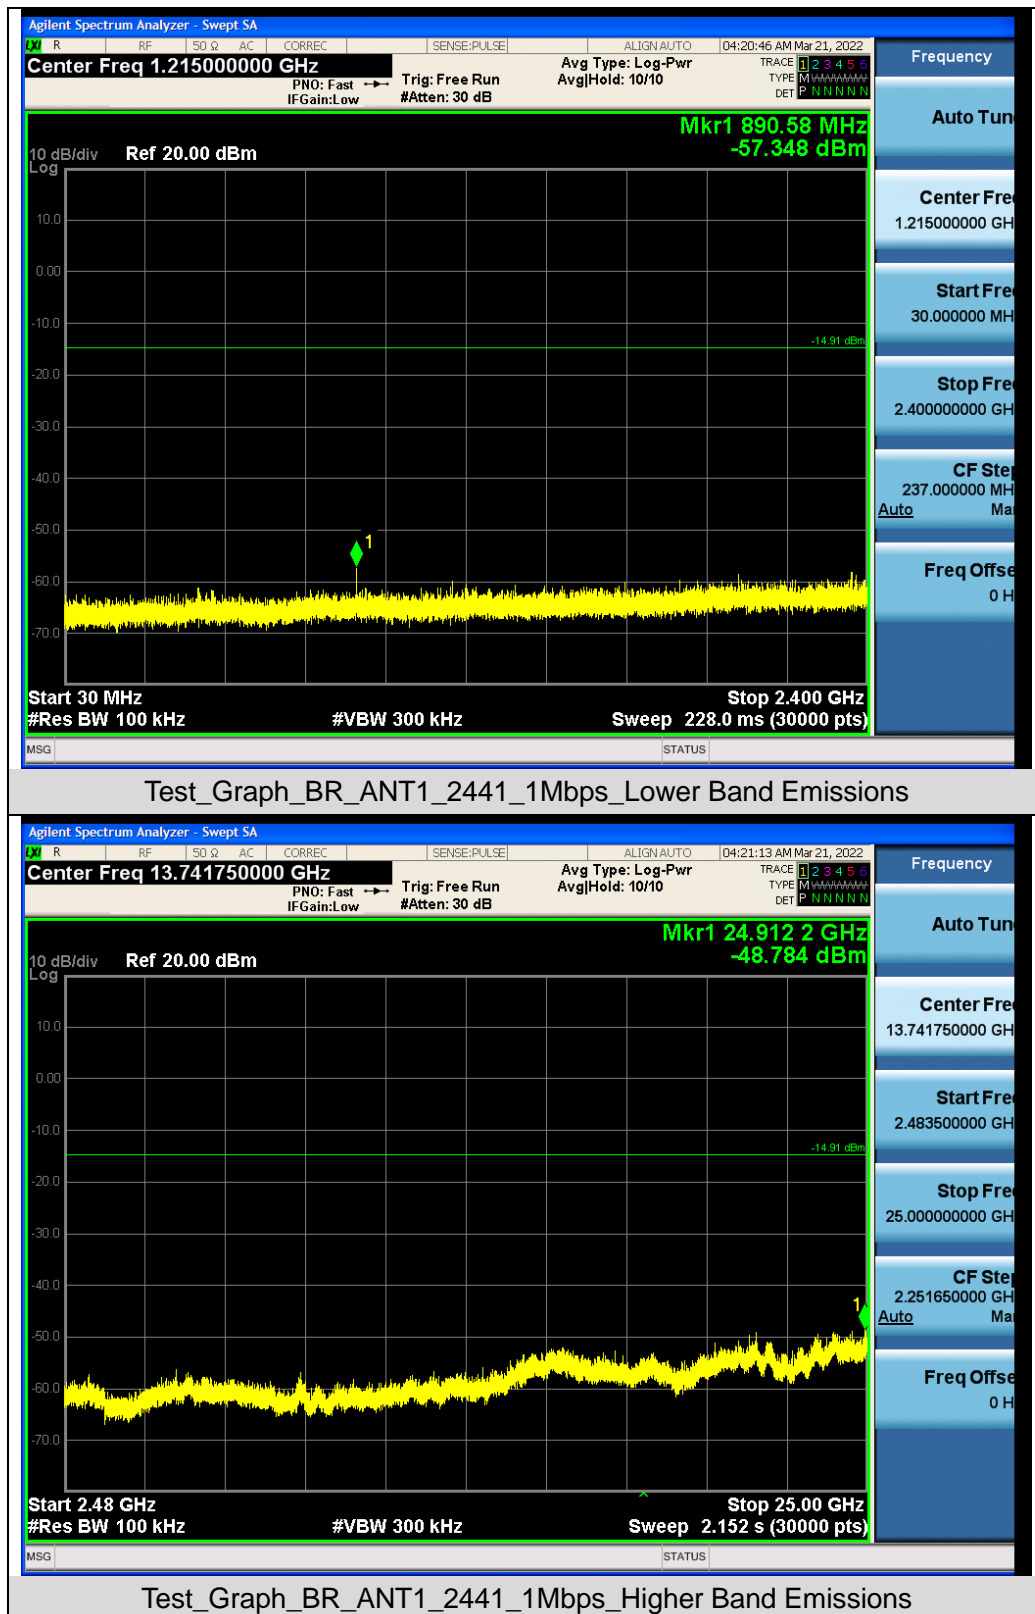 Agilent Spectrum Analyzer - Swept SA
LXI R RF 50 Ω AC CORREC SENSE:PULSE ALIGN AUTO 04:20:46 AM Mar 21, 2022
Center Freq 1.215000000 GHz
PNO: Fast
IFGain:Low
Trig: Free Run
#Atten: 30 dB
Avg Type: Log-Pwr
Avg|Hold: 10/10
TRACE 1 2 3 4 5 6
TYPE M
DET P N N N N N
Mkr1 890.58 MHz
-57.348 dBm
10 dB/div Ref 20.00 dBm
Log
10.0
0.00
-10.0
-14.91 dBm
-20.0
-30.0
-40.0
-50.0
1
-60.0
-70.0
Start 30 MHz Stop 2.400 GHz
#Res BW 100 kHz #VBW 300 kHz Sweep 228.0 ms (30000 pts)
MSG STATUS
Frequency
Auto Tun
Center Fre
1.215000000 GH
Start Fre
30.000000 MH
Stop Fre
2.400000000 GH
CF Ste
237.000000 MH
Auto Ma
Freq Offse
0 H
Test_Graph_BR_ANT1_2441_1Mbps_Lower Band Emissions
Agilent Spectrum Analyzer - Swept SA
LXI R RF 50 Ω AC CORREC SENSE:PULSE ALIGN AUTO 04:21:13 AM Mar 21, 2022
Center Freq 13.741750000 GHz
PNO: Fast
IFGain:Low
Trig: Free Run
#Atten: 30 dB
Avg Type: Log-Pwr
Avg|Hold: 10/10
TRACE 1 2 3 4 5 6
TYPE M
DET P N N N N N
Mkr1 24.912 2 GHz
-48.784 dBm
10 dB/div Ref 20.00 dBm
Log
10.0
0.00
-10.0
-14.91 dBm
-20.0
-30.0
-40.0
1
-50.0
-60.0
-70.0
Start 2.48 GHz Stop 25.00 GHz
#Res BW 100 kHz #VBW 300 kHz Sweep 2.152 s (30000 pts)
MSG STATUS
Frequency
Auto Tun
Center Fre
13.741750000 GH
Start Fre
2.483500000 GH
Stop Fre
25.000000000 GH
CF Ste
2.251650000 GH
Auto Ma
Freq Offse
0 H
Test_Graph_BR_ANT1_2441_1Mbps_Higher Band Emissions